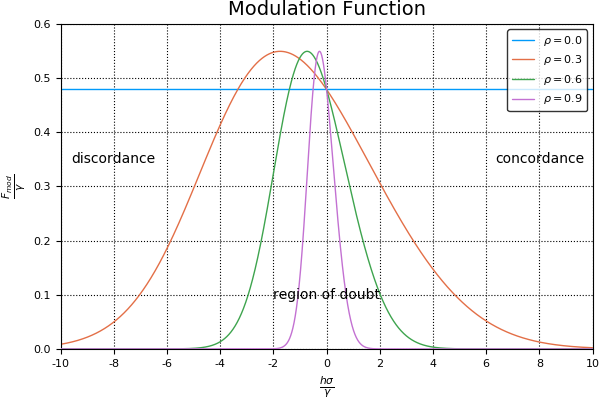 Modulation Function
0.6
0.5
0.4
0.3
0.2
0.1
0.0
F_mod/γ
ρ = 0.0
ρ = 0.3
ρ = 0.6
ρ = 0.9
discordance
concordance
region of doubt
-10 -8 -6 -4 -2 0 2 4 6 8 10
hσ/γ